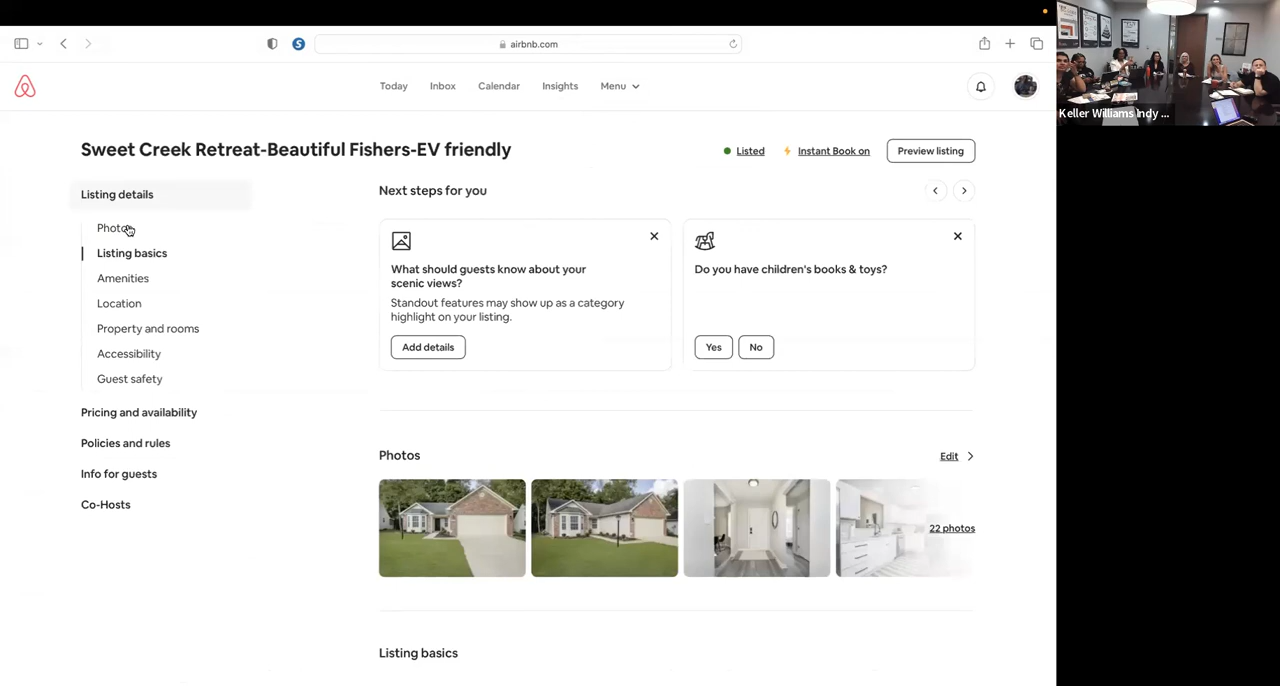 airbnb.com
Today Inbox Calendar Insights Menu
Keller Williams Indy ...
Sweet Creek Retreat-Beautiful Fishers-EV friendly
Listed Instant Book on Preview listing
Listing details
Photos
Listing basics
Amenities
Location
Property and rooms
Accessibility
Guest safety
Pricing and availability
Policies and rules
Info for guests
Co-Hosts
Next steps for you
What should guests know about your
scenic views?
Standout features may show up as a category
highlight on your listing.
Add details
Do you have children's books & toys?
Yes No
Photos
Edit
22 photos
Listing basics